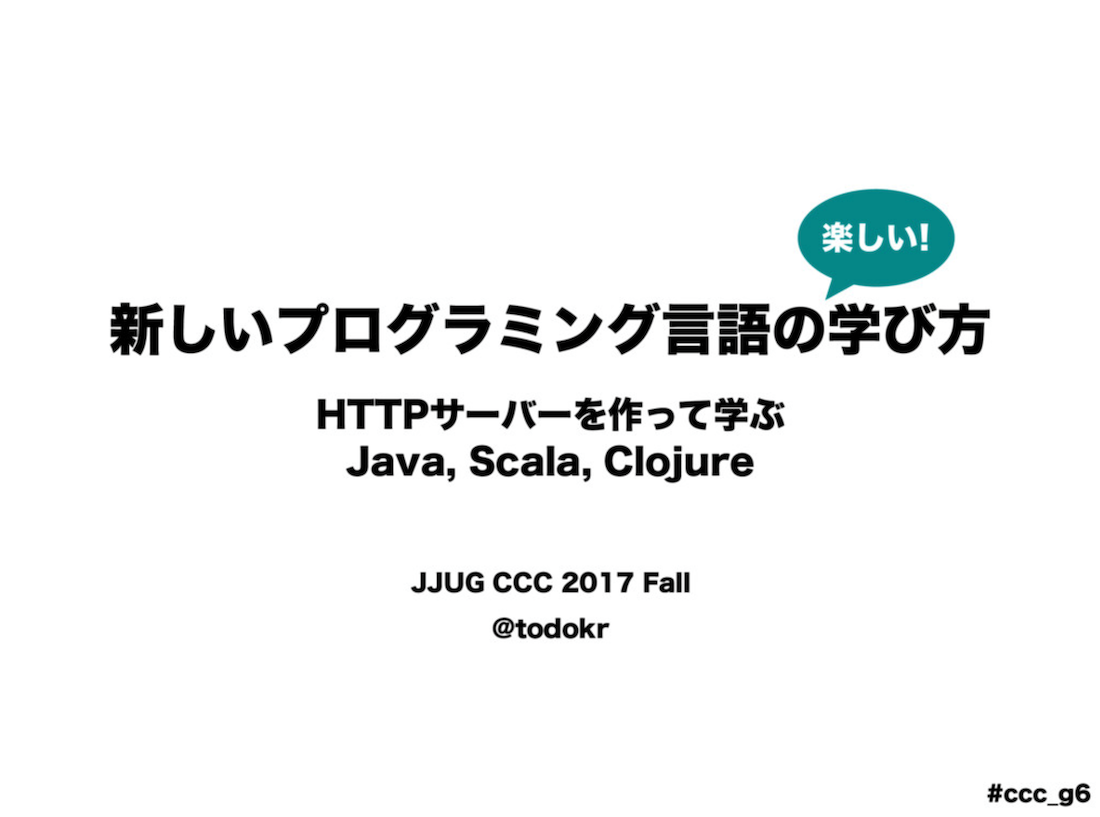 楽しい!
新しいプログラミング言語の学び方
HTTPサーバーを作って学ぶ
Java, Scala, Clojure
JJUG CCC 2017 Fall
@todokr
#ccc_g6